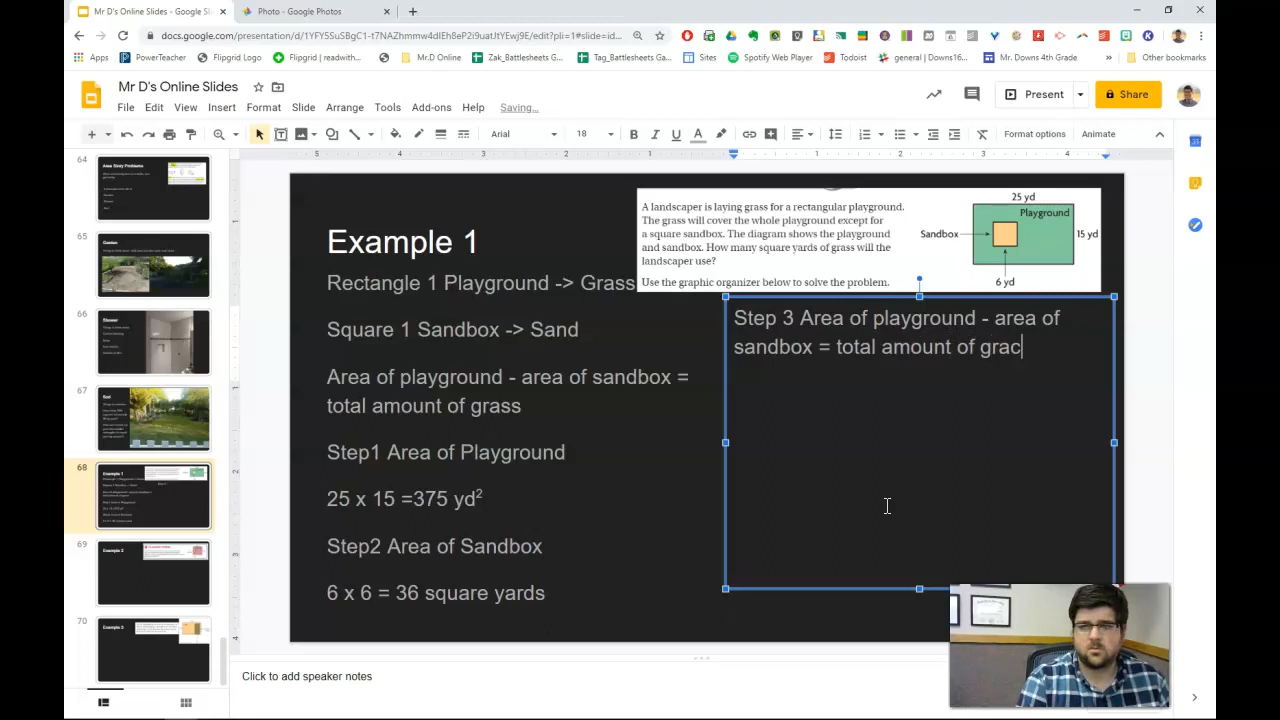 Mr D's Online Slides - Google Sl
Photo - Google Photos
docs.google.com/presentation/d/1YFY5SuSBgC1-t7NAZhmmw4dIEh8eP2i9uatJtYEwj9E/edit?pli=1#slide=id...
Apps
PowerTeacher
Flipgrid Logo
Flipgrid | readwith...
Mr.D Online
Zak_Battlesheets Ga...
Tag_Battlesheets Ga...
Sites
Spotify Web Player
Todoist
general | Downs16...
Mr. Downs 4th Grade
Other bookmarks
Mr D's Online Slides
File Edit View Insert Format Slide Arrange Tools Add-ons Help Saving...
Present
Share
Arial
18
Format options
Animate
64
Area Story Problems
65
Garden
66
Shower
67
68
Example 1
69
Example 2
70
Example 3
Example 1
Rectangle 1 Playground -> Grass
Square 1 Sandbox -> Sand
Area of playground - area of sandbox =
total amount of grass
Step1 Area of Playground
25 x 15 =375 yd²
Step2 Area of Sandbox
6 x 6 = 36 square yards
A landscaper is laying grass for a rectangular playground.
The grass will cover the whole playground except for
a square sandbox. The diagram shows the playground
and sandbox. How many square yards of grass will the
landscaper use?
Use the graphic organizer below to solve the problem.
25 yd
Playground
Sandbox
15 yd
6 yd
Step 3 Area of playground - area of
sandbox = total amount of grac
Click to add speaker notes